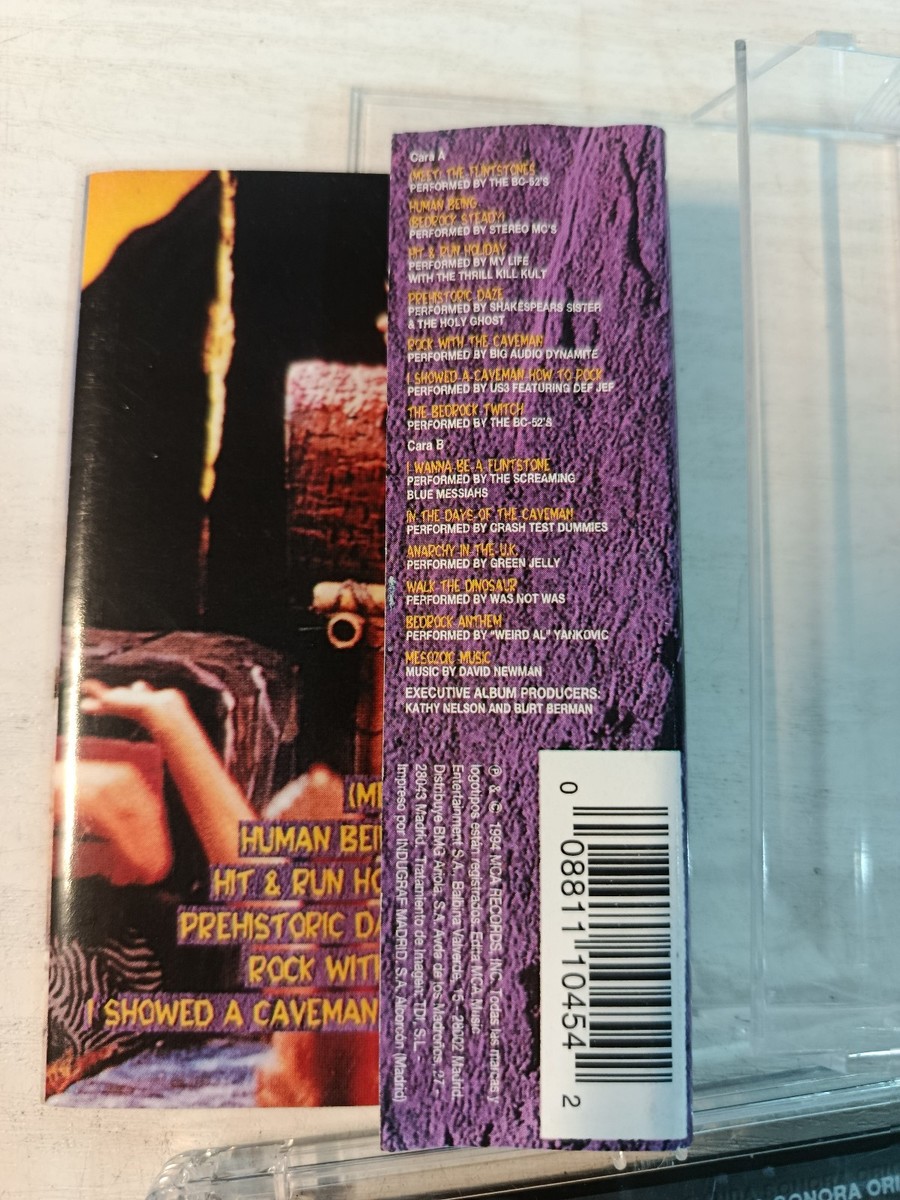 Cara A
(MEET) THE FLINTSTONES
PERFORMED BY THE BC-52'S
HUMAN BEING
(BEDROCK STEADY)
PERFORMED BY STEREO MC'S
HIT & RUN HOLIDAY
PERFORMED BY MY LIFE
WITH THE THRILL KILL KULT
PREHISTORIC DAZE
PERFORMED BY SHAKESPEARS SISTER
& THE HOLY GHOST
ROCK WITH THE CAVEMAN
PERFORMED BY BIG AUDIO DYNAMITE
I SHOWED A CAVEMAN HOW TO ROCK
PERFORMED BY US3 FEATURING DEF JEF
THE BEDROCK TWITCH
PERFORMED BY THE BC-52'S
Cara B
I WANNA BE A FLINTSTONE
PERFORMED BY THE SCREAMING
BLUE MESSIAHS
IN THE DAYS OF THE CAVEMAN
PERFORMED BY CRASH TEST DUMMIES
ANARCHY IN THE U.K.
PERFORMED BY GREEN JELLY
WALK THE DINOSAUR
PERFORMED BY WAS NOT WAS
BEDROCK ANTHEM
PERFORMED BY "WEIRD AL" YANKOVIC
MESOZOIC MUSIC
MUSIC BY DAVID NEWMAN
EXECUTIVE ALBUM PRODUCERS:
KATHY NELSON AND BURT BERMAN
℗ & ©, 1994 MCA RECORDS, INC. Todas las marcas y
logotipos están registrados. Edita MCA Music
Entertainment S.A., Balbina Valverde, 15 - 28002 Madrid.
Distribuye BMG Ariola, S.A. Avda de los Madroños, 27 -
28043 Madrid. Tratamiento de Imagen: TDI, S.L. -
Impreso por INDUGRAF MADRID, S.A. Alcorcón (Madrid)
0 08811 10454 2
(ME
HUMAN BEI
HIT & RUN HO
PREHISTORIC DA
ROCK WITH
I SHOWED A CAVEMAN
SONORA ORI